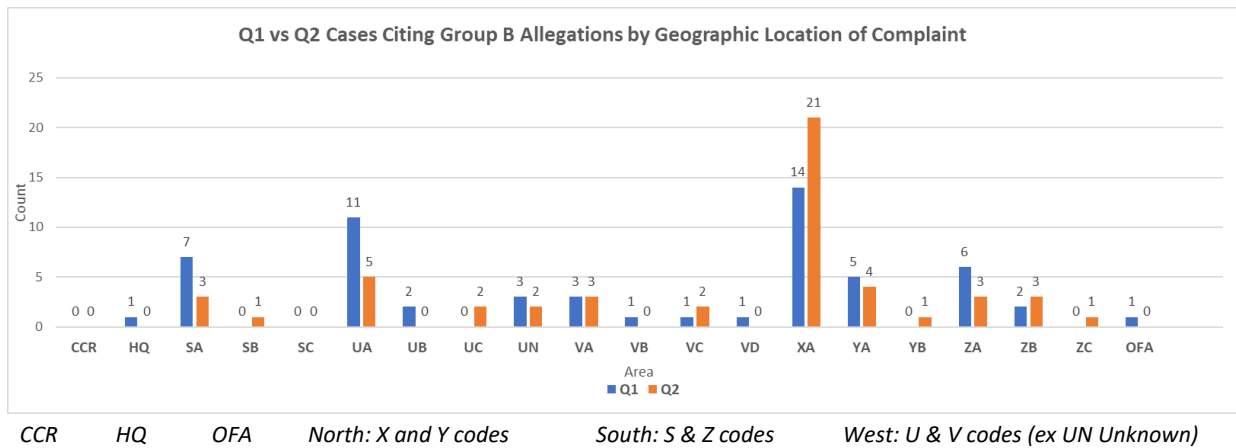 Q1 vs Q2 Cases Citing Group B Allegations by Geographic Location of Complaint
25
20
15
10
5
0
Count
0 0 1 0 7 3 0 1 0 0 11 5 2 0 0 2 3 2 3 3 1 0 1 2 1 0 14 21 5 4 0 1 6 3 2 3 0 1 1 0
CCR HQ SA SB SC UA UB UC UN VA VB VC VD XA YA YB ZA ZB ZC OFA
Area
Q1 Q2
CCR HQ OFA North: X and Y codes South: S & Z codes West: U & V codes (ex UN Unknown)